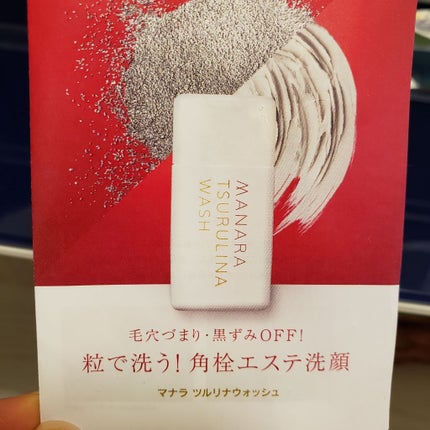 MANARA
TSURULINA
WASH
毛穴づまり・黒ずみOFF!
粒で洗う!角栓エステ洗顔
マナラ ツルリナウォッシュ